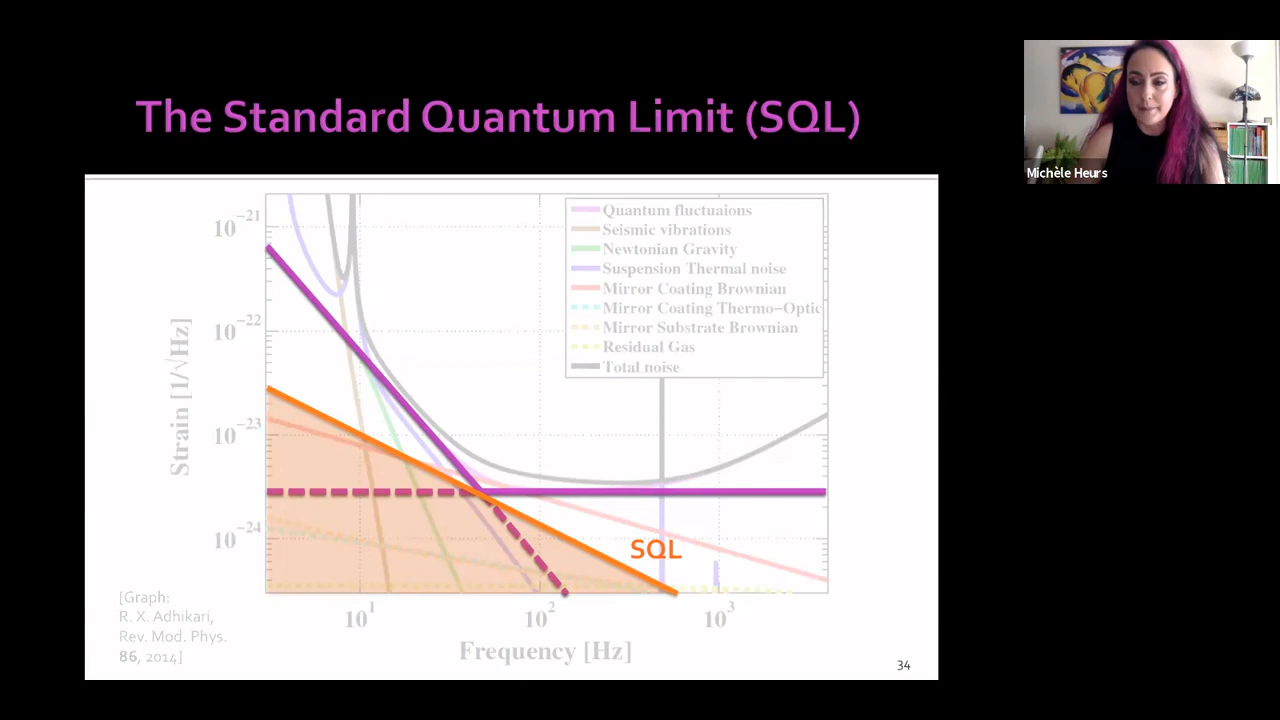 The Standard Quantum Limit (SQL)
Michèle Heurs
Quantum fluctuaions
Seismic vibrations
Newtonian Gravity
Suspension Thermal noise
Mirror Coating Brownian
Mirror Coating Thermo−Optic
Mirror Substrate Brownian
Residual Gas
Total noise
10⁻²¹
10⁻²²
10⁻²³
10⁻²⁴
Strain [1/√Hz]
SQL
10¹
10²
10³
Frequency [Hz]
[Graph:
R. X. Adhikari,
Rev. Mod. Phys.
86, 2014]
34